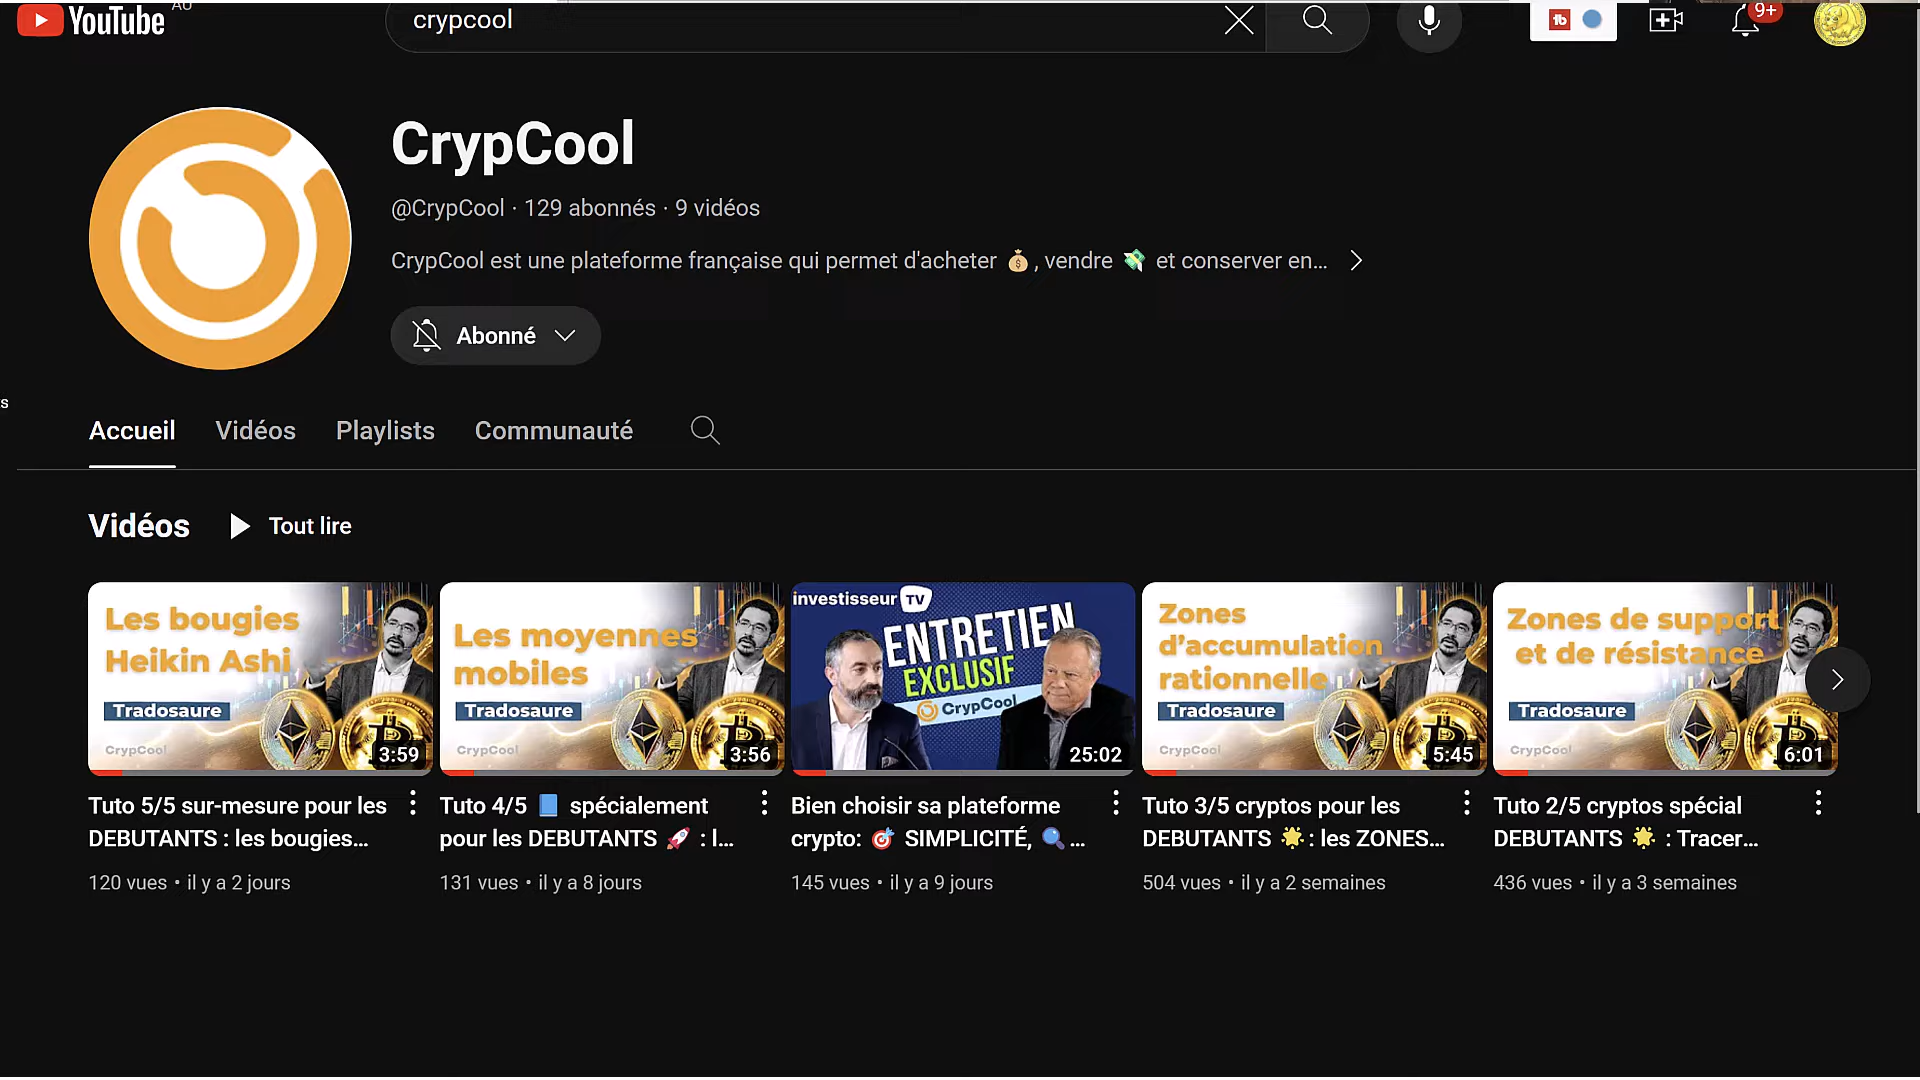 YouTube
AU
crypcool
9+
CrypCool
@CrypCool · 129 abonnés · 9 vidéos
CrypCool est une plateforme française qui permet d'acheter 💰, vendre 💸 et conserver en...
Abonné
s
Accueil
Vidéos
Playlists
Communauté
Vidéos
Tout lire
Les bougies
Heikin Ashi
Tradosaure
CrypCool
3:59
Les moyennes
mobiles
Tradosaure
CrypCool
3:56
investisseur TV
ENTRETIEN
EXCLUSIF
CrypCool
25:02
Zones
d'accumulation
rationnelle
Tradosaure
CrypCool
5:45
Zones de support
et de résistance
Tradosaure
CrypCool
6:01
Tuto 5/5 sur-mesure pour les
DEBUTANTS : les bougies...
120 vues • il y a 2 jours
Tuto 4/5 📘 spécialement
pour les DEBUTANTS 🚀 : l...
131 vues • il y a 8 jours
Bien choisir sa plateforme
crypto: 🎯 SIMPLICITÉ, 🔍...
145 vues • il y a 9 jours
Tuto 3/5 cryptos pour les
DEBUTANTS 🌟: les ZONES...
504 vues • il y a 2 semaines
Tuto 2/5 cryptos spécial
DEBUTANTS 🌟 : Tracer...
436 vues • il y a 3 semaines